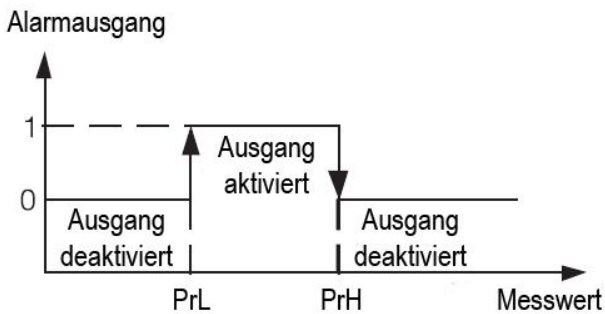 Alarmausgang
1
Ausgang
aktiviert
0
Ausgang
deaktiviert
Ausgang
deaktiviert
PrL
PrH
Messwert